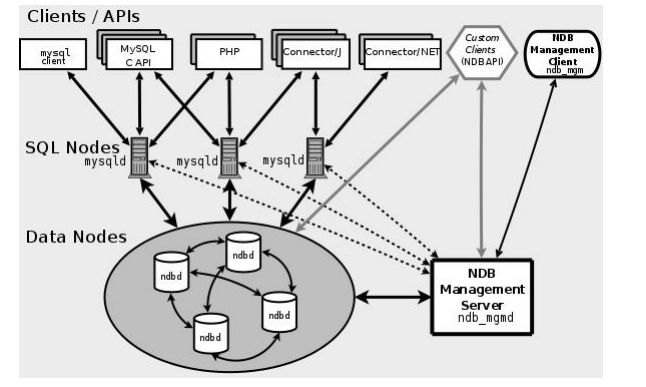 Clients / APIs
mysql
client
MySQL
C API
PHP
Connector/J
Connector/NET
Custom
Clients
(NDBAPI)
NDB
Management
Client
ndb_mgm
SQL Nodes
mysqld
mysqld
mysqld
Data Nodes
ndbd
ndbd
ndbd
ndbd
NDB
Management
Server
ndb_mgmd